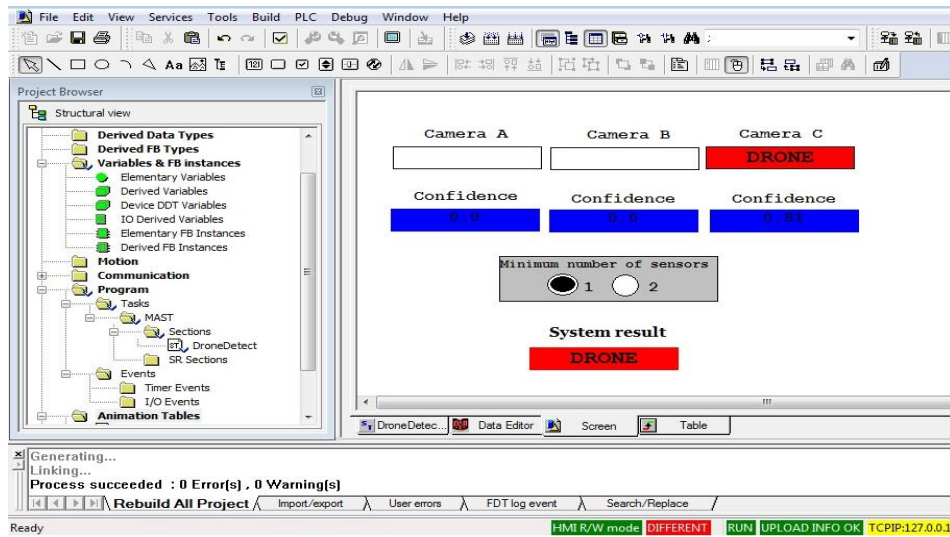 File Edit View Services Tools Build PLC Debug Window Help
Project Browser
Structural view
Derived Data Types
Derived FB Types
Variables & FB instances
Elementary Variables
Derived Variables
Device DDT Variables
IO Derived Variables
Elementary FB Instances
Derived FB Instances
Motion
Communication
Program
Tasks
MAST
Sections
DroneDetect
SR Sections
Events
Timer Events
I/O Events
Animation Tables
Camera A Camera B Camera C
DRONE
Confidence Confidence Confidence
0.0 0.0 0.81
Minimum number of sensors
1 2
System result
DRONE
DroneDetec... Data Editor Screen Table
Generating...
Linking...
Process succeeded : 0 Error(s) , 0 Warning(s)
Rebuild All Project Import/export User errors FDT log event Search/Replace
Ready HMI R/W mode DIFFERENT RUN UPLOAD INFO OK TCPIP:127.0.0.1